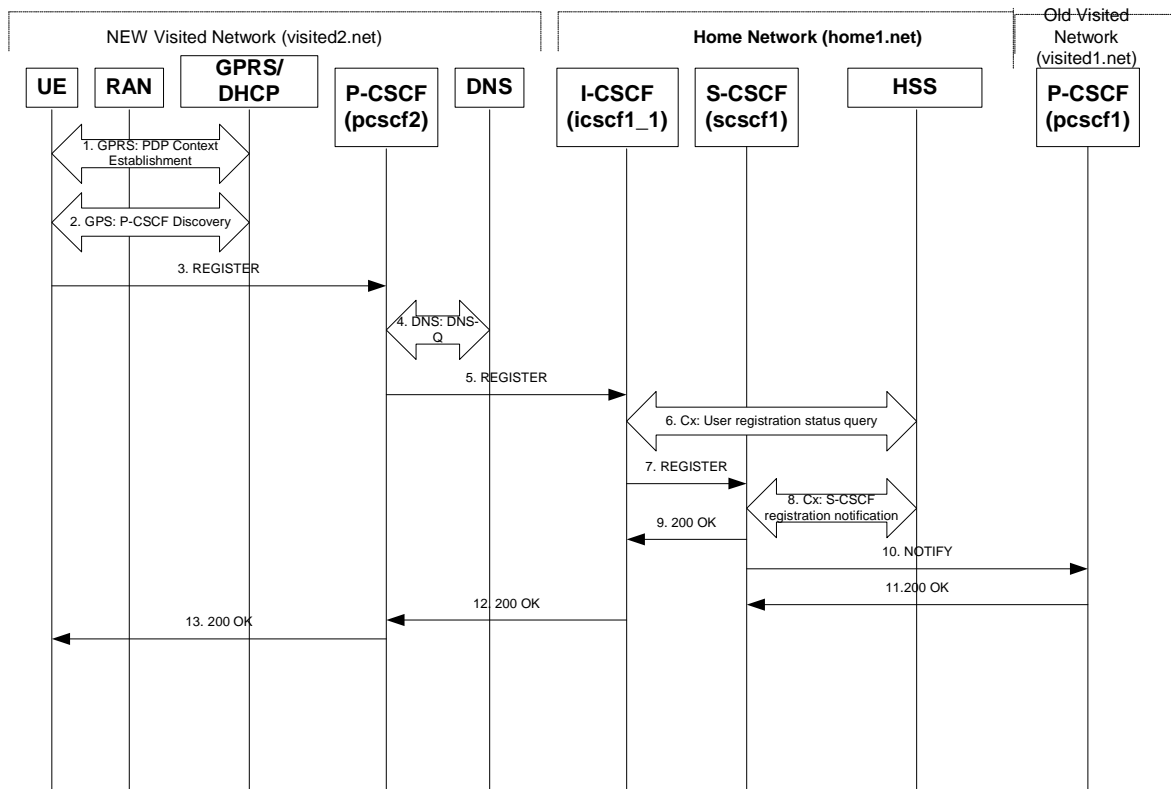 NEW Visited Network (visited2.net)
Home Network (home1.net)
Old Visited
Network
(visited1.net)
UE
RAN
GPRS/
DHCP
P-CSCF
(pcscf2)
DNS
I-CSCF
(icscf1_1)
S-CSCF
(scscf1)
HSS
P-CSCF
(pcscf1)
1. GPRS: PDP Context
Establishment
2. GPS: P-CSCF Discovery
3. REGISTER
4. DNS: DNS-
Q
5. REGISTER
6. Cx: User registration status query
7. REGISTER
8. Cx: S-CSCF
registration notification
9. 200 OK
10. NOTIFY
11.200 OK
12. 200 OK
13. 200 OK